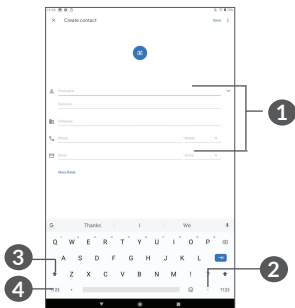 × Create contact Save
First name
Surname
Company
Phone Mobile
Email Home
More fields
1
G Thanks I We
Q W E R T Y U I O P
A S D F G H J K L
Z X C V B N M ! ?
?123 , . ?123
3
4
2